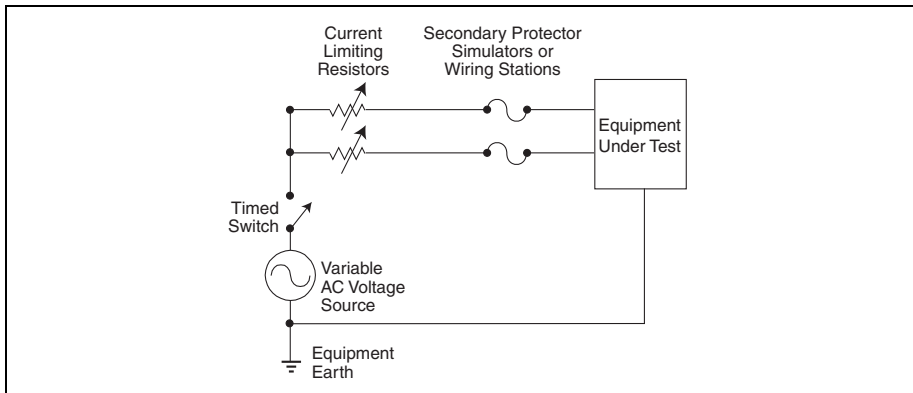 Current
Limiting
Resistors
Secondary Protector
Simulators or
Wiring Stations
Equipment
Under Test
Timed
Switch
Variable
AC Voltage
Source
Equipment
Earth